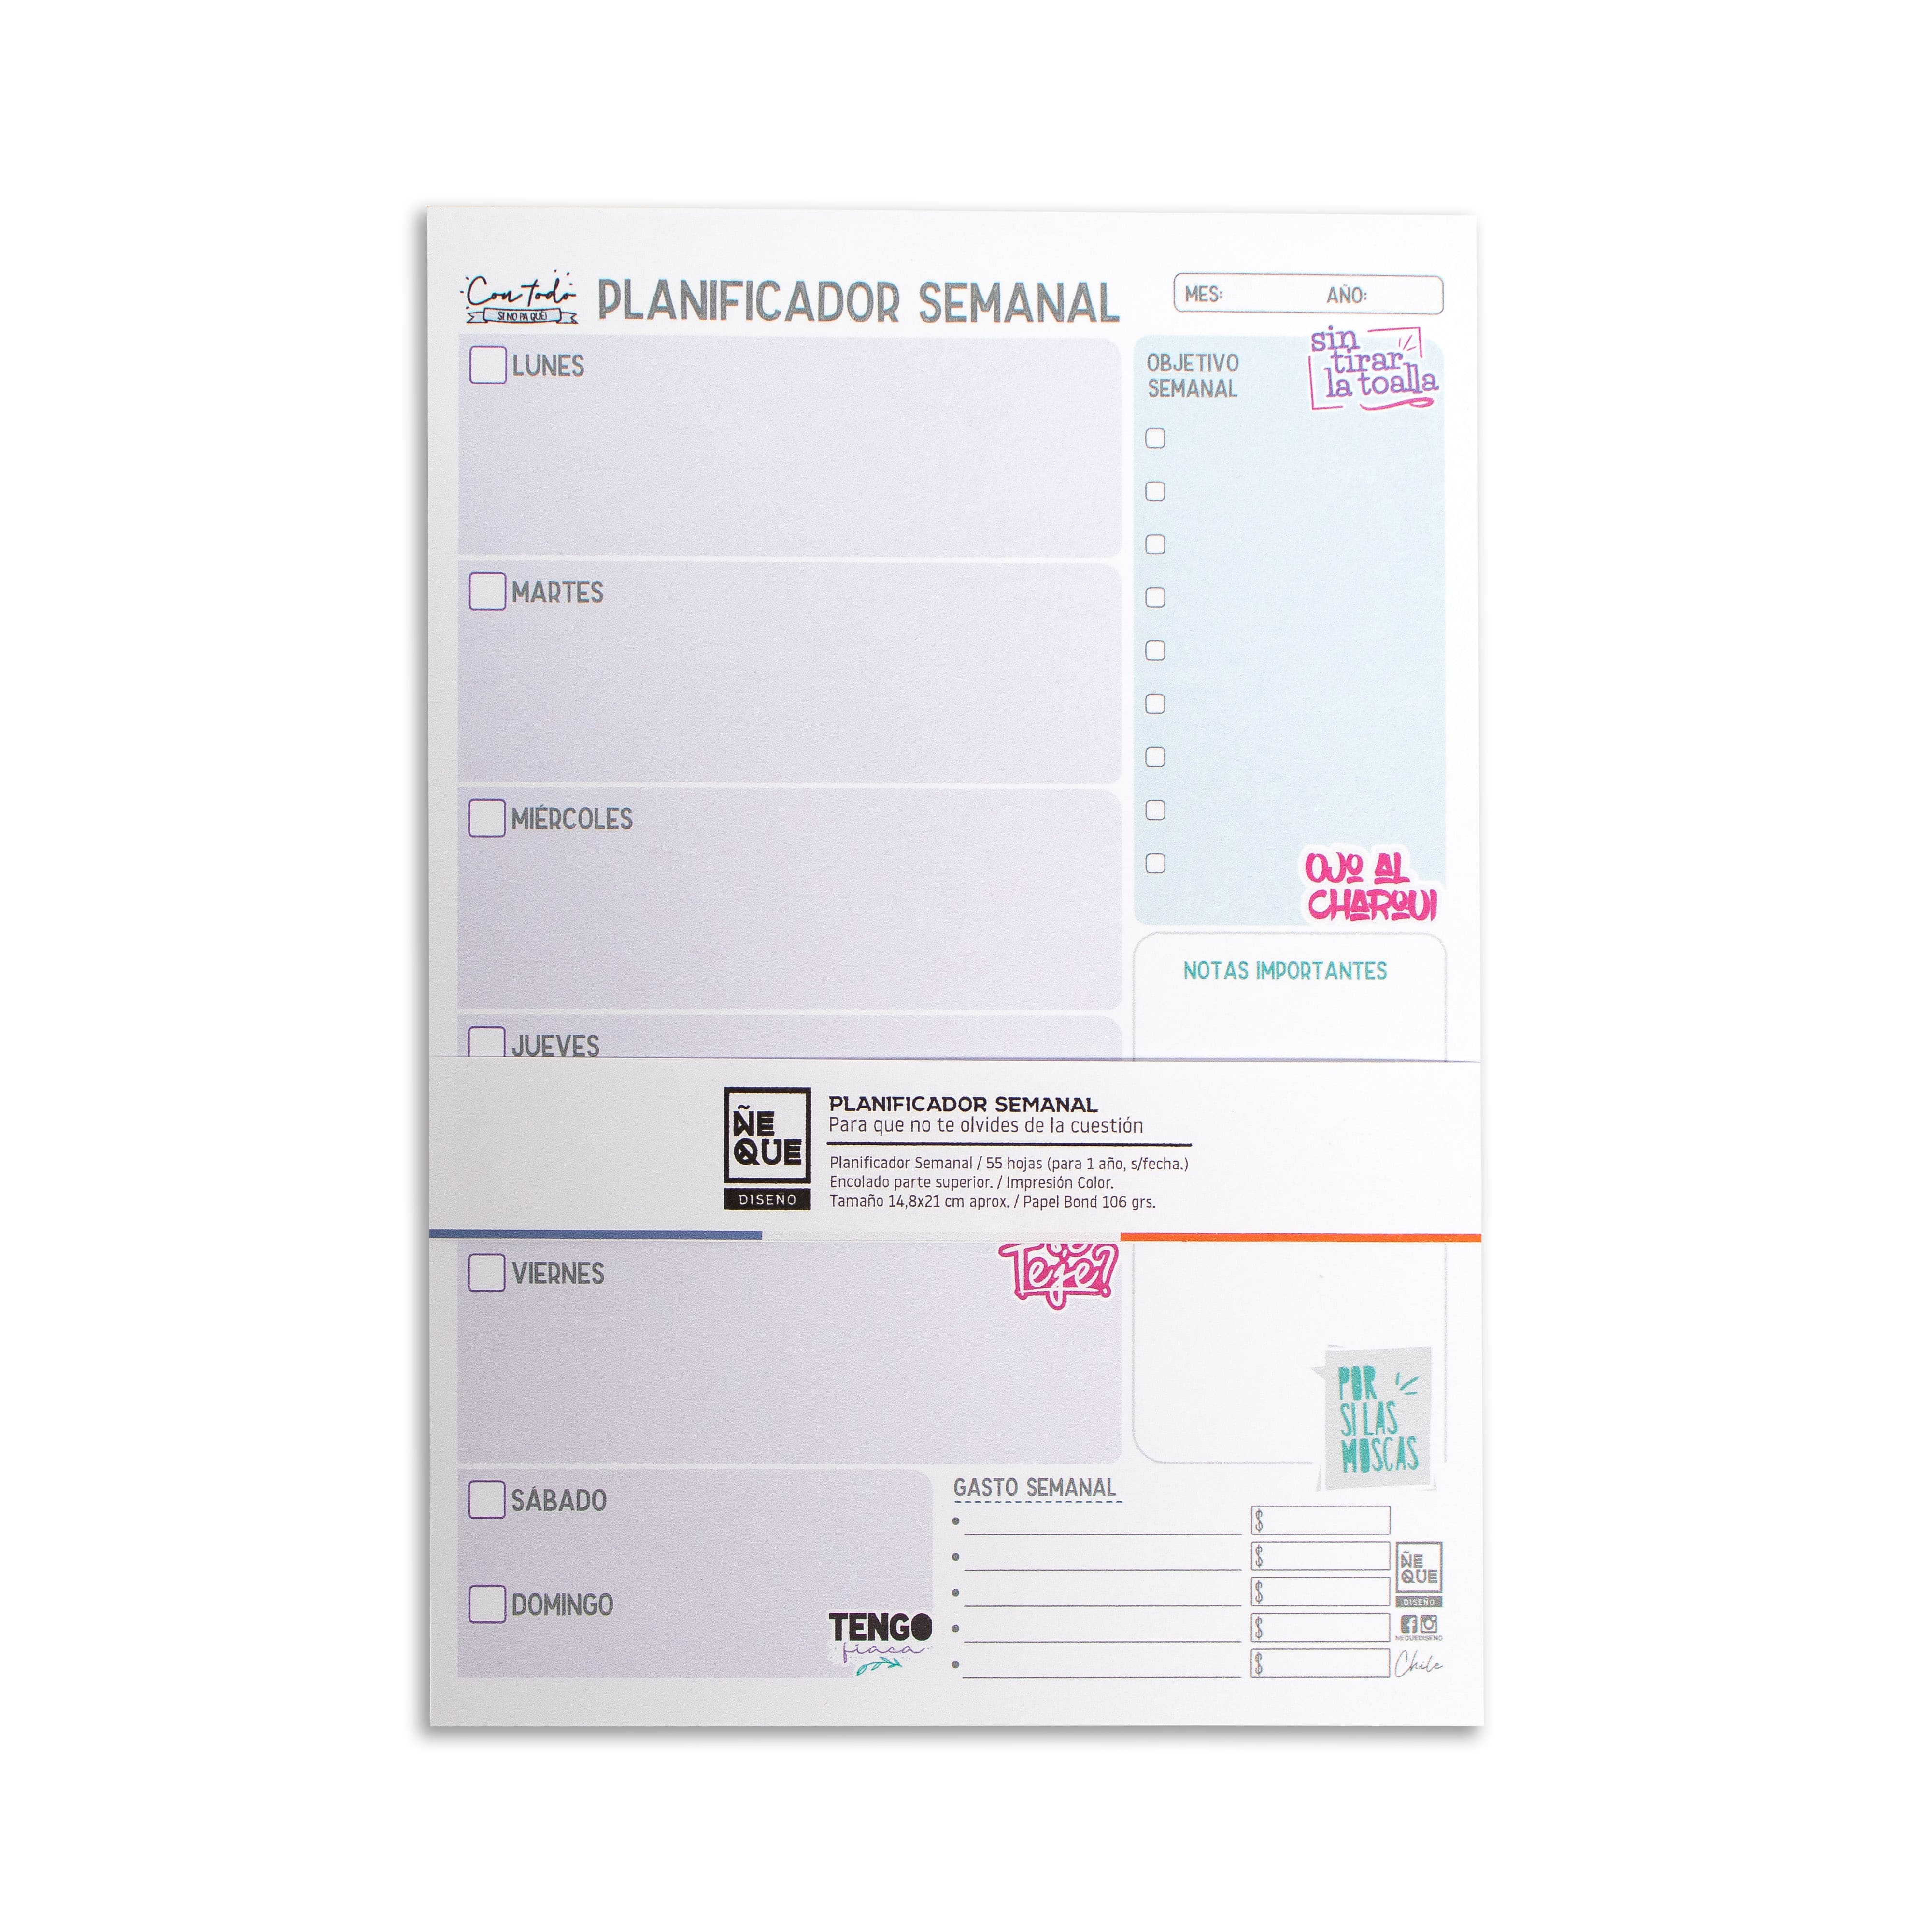 Con todo
SI NO PA QUÉ!
PLANIFICADOR SEMANAL
MES: AÑO:
LUNES
OBJETIVO
SEMANAL
sin
tirar
la toalla
MARTES
MIÉRCOLES
OJO AL
CHARQUI
NOTAS IMPORTANTES
JUEVES
ÑE
QUE
DISEÑO
PLANIFICADOR SEMANAL
Para que no te olvides de la cuestión
Planificador Semanal / 55 hojas (para 1 año, s/fecha.)
Encolado parte superior. / Impresión Color.
Tamaño 14,8x21 cm aprox. / Papel Bond 106 grs.
VIERNES
Teje?
POR
SI LAS
MOSCAS
SÁBADO
DOMINGO
TENGO
fiaca
GASTO SEMANAL
$
$
$
$
$
ÑE
QUE
DISEÑO
NEQUEDISENO
Chile